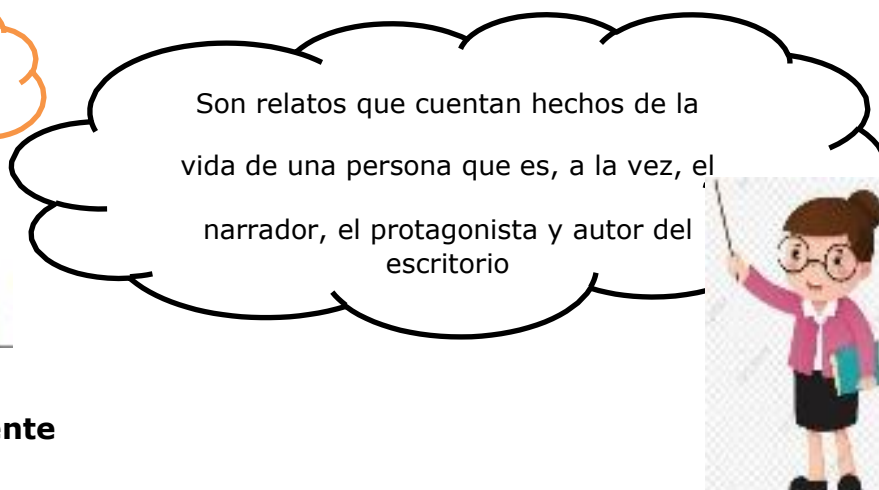 Son relatos que cuentan hechos de la
vida de una persona que es, a la vez, el
narrador, el protagonista y autor del
escritorio
ente